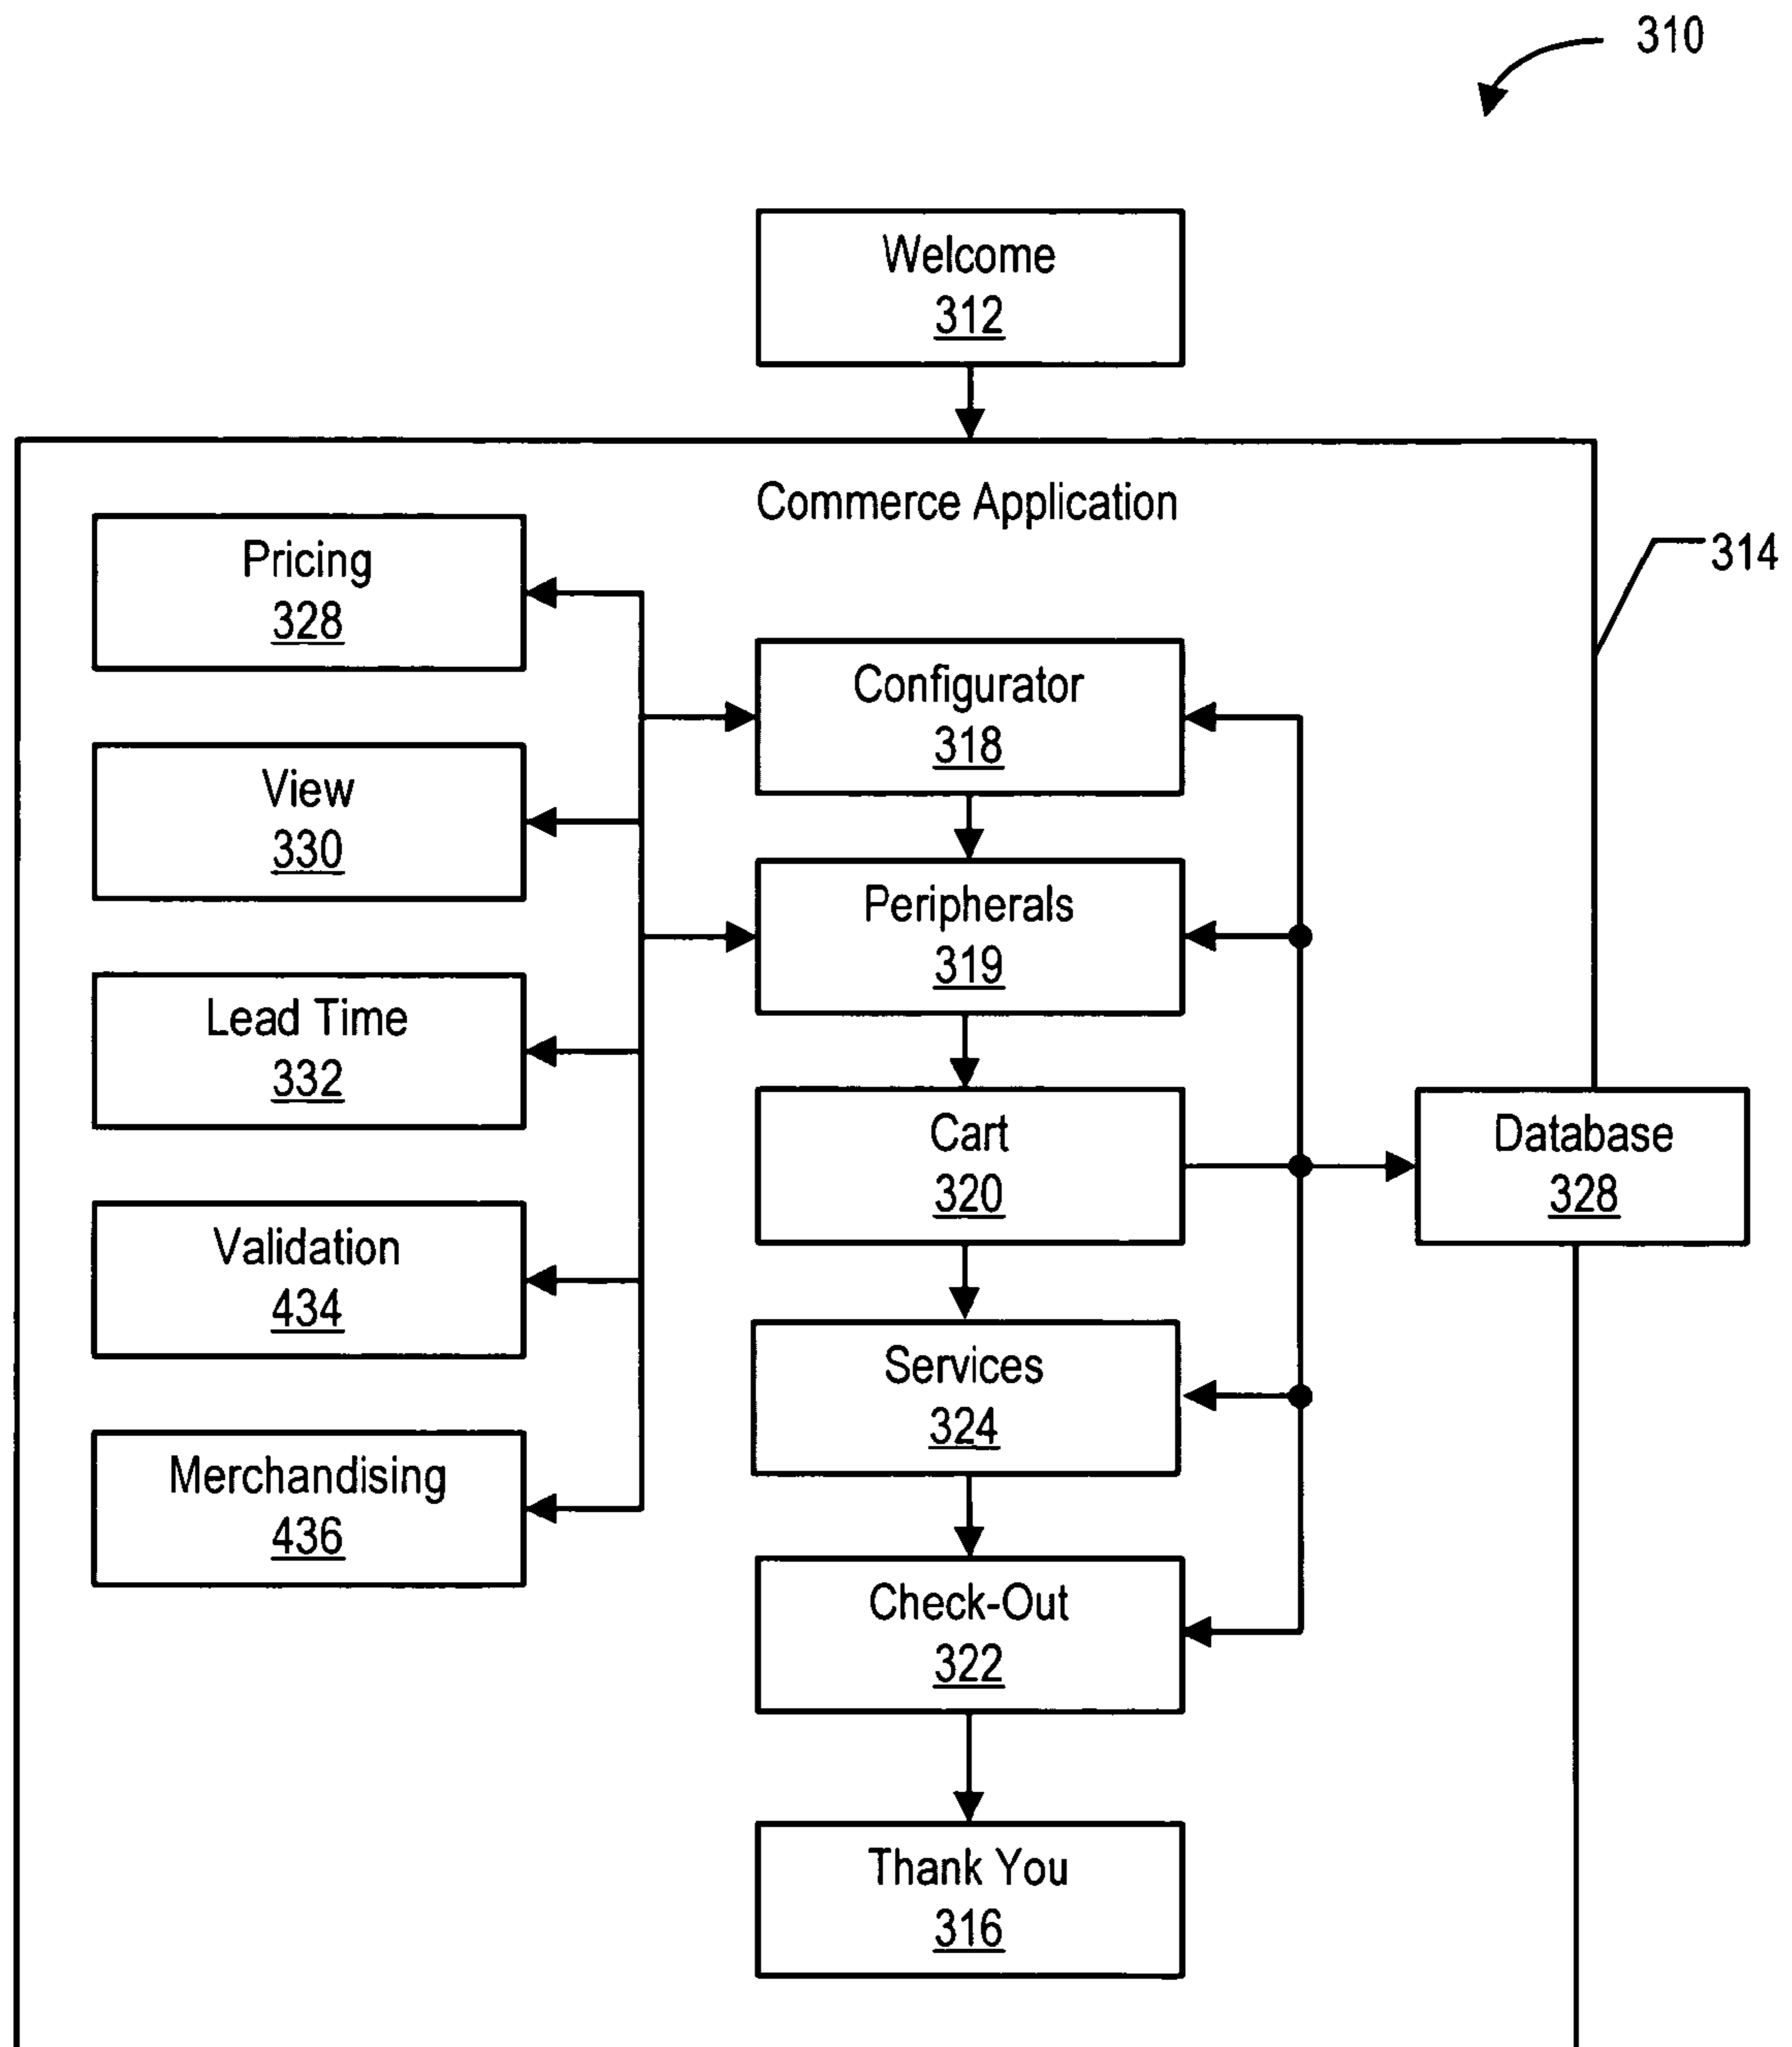 310
Welcome
312
Commerce Application
314
Pricing
328
Configurator
318
View
330
Peripherals
319
Lead Time
332
Cart
320
Database
328
Validation
434
Services
324
Merchandising
436
Check-Out
322
Thank You
316